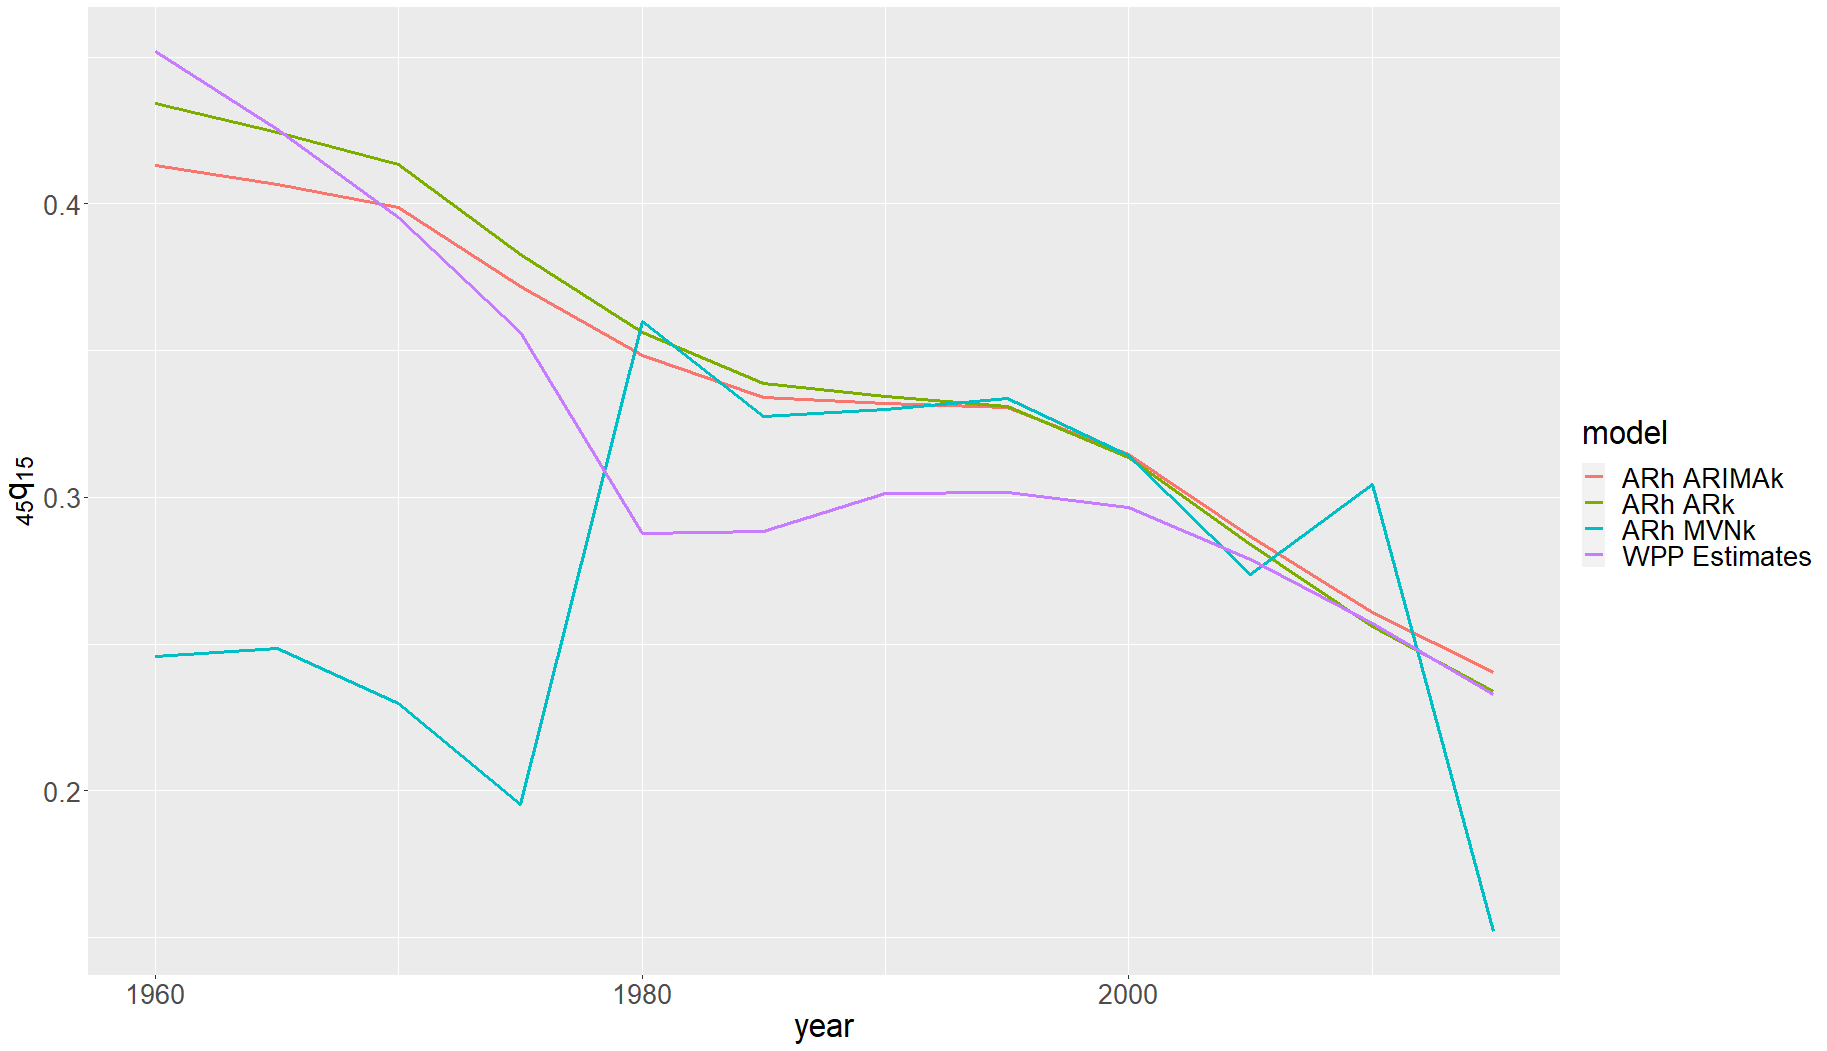 0.4
0.3
0.2
45q15
1960
1980
2000
year
model
ARh ARIMAk
ARh ARk
ARh MVNk
WPP Estimates